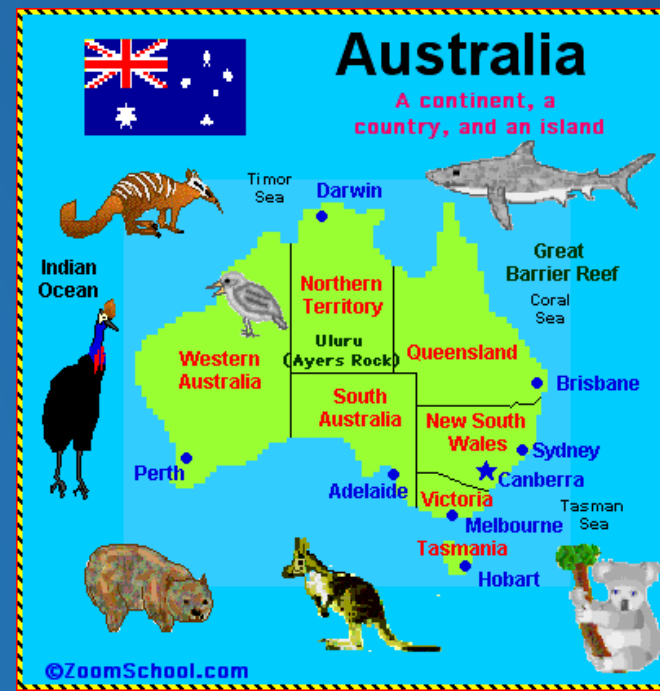 Australia
A continent, a
country, and an island
Timor
Sea
Darwin
Indian
Ocean
Great
Barrier Reef
Coral
Sea
Northern
Territory
Uluru
(Ayers Rock)
Western
Australia
Queensland
South
Australia
Brisbane
New South
Wales
Sydney
Perth
Adelaide
Canberra
Victoria
Tasman
Sea
Melbourne
Tasmania
Hobart
©ZoomSchool.com